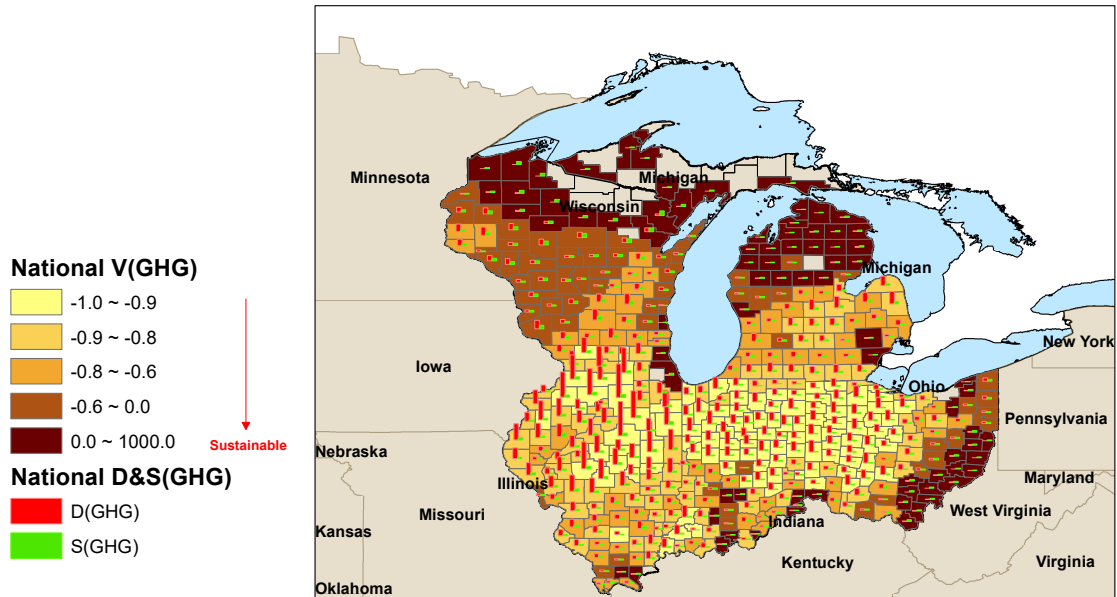 National V(GHG)
-1.0 ~ -0.9
-0.9 ~ -0.8
-0.8 ~ -0.6
-0.6 ~ 0.0
0.0 ~ 1000.0
Sustainable
National D&S(GHG)
D(GHG)
S(GHG)
Minnesota
Michigan
Wisconsin
Michigan
New York
Iowa
Ohio
Pennsylvania
Nebraska
Illinois
Maryland
Missouri
West Virginia
Indiana
Kansas
Kentucky
Virginia
Oklahoma